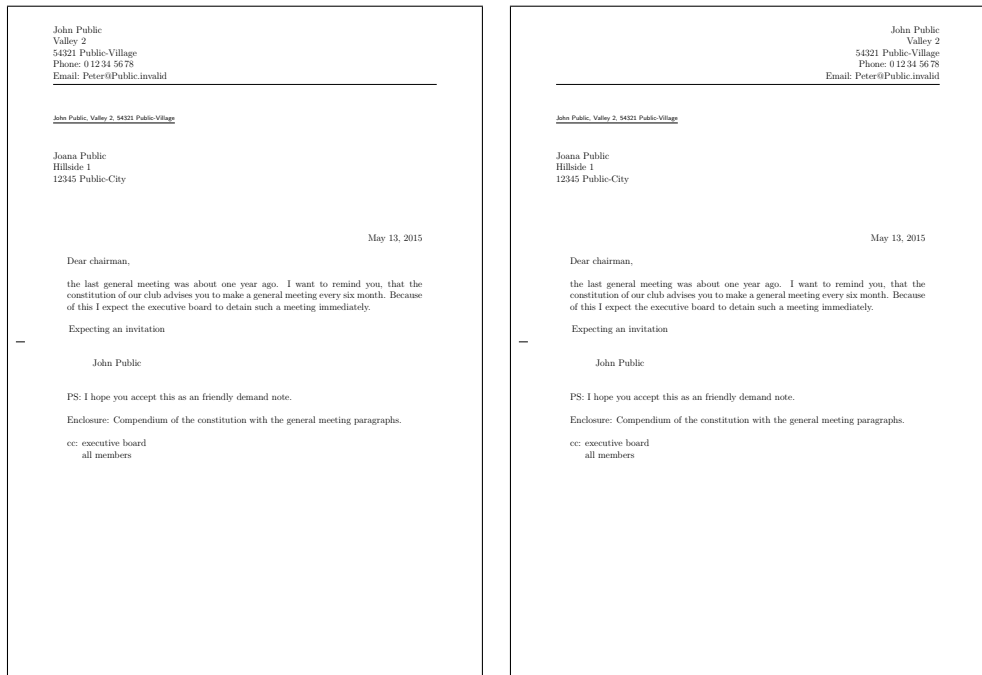 John Public
Valley 2
54321 Public-Village
Phone: 0 12 34 56 78
Email: Peter@Public.invalid
John Public, Valley 2, 54321 Public-Village
Joana Public
Hillside 1
12345 Public-City
May 13, 2015
Dear chairman,
the last general meeting was about one year ago. I want to remind you, that the
constitution of our club advises you to make a general meeting every six month. Because
of this I expect the executive board to detain such a meeting immediately.
Expecting an invitation
John Public
PS: I hope you accept this as an friendly demand note.
Enclosure: Compendium of the constitution with the general meeting paragraphs.
cc: executive board
all members
John Public
Valley 2
54321 Public-Village
Phone: 0 12 34 56 78
Email: Peter@Public.invalid
John Public, Valley 2, 54321 Public-Village
Joana Public
Hillside 1
12345 Public-City
May 13, 2015
Dear chairman,
the last general meeting was about one year ago. I want to remind you, that the
constitution of our club advises you to make a general meeting every six month. Because
of this I expect the executive board to detain such a meeting immediately.
Expecting an invitation
John Public
PS: I hope you accept this as an friendly demand note.
Enclosure: Compendium of the constitution with the general meeting paragraphs.
cc: executive board
all members